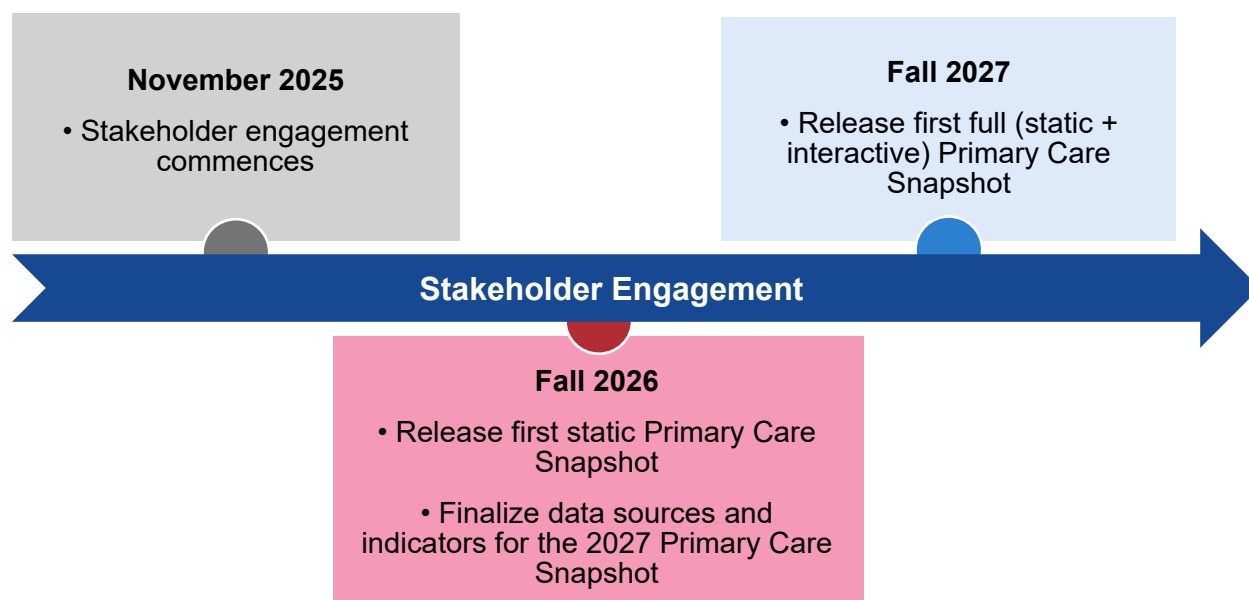 November 2025
• Stakeholder engagement
commences
Fall 2027
• Release first full (static +
interactive) Primary Care
Snapshot
Stakeholder Engagement
Fall 2026
• Release first static Primary Care
Snapshot
• Finalize data sources and
indicators for the 2027 Primary Care
Snapshot